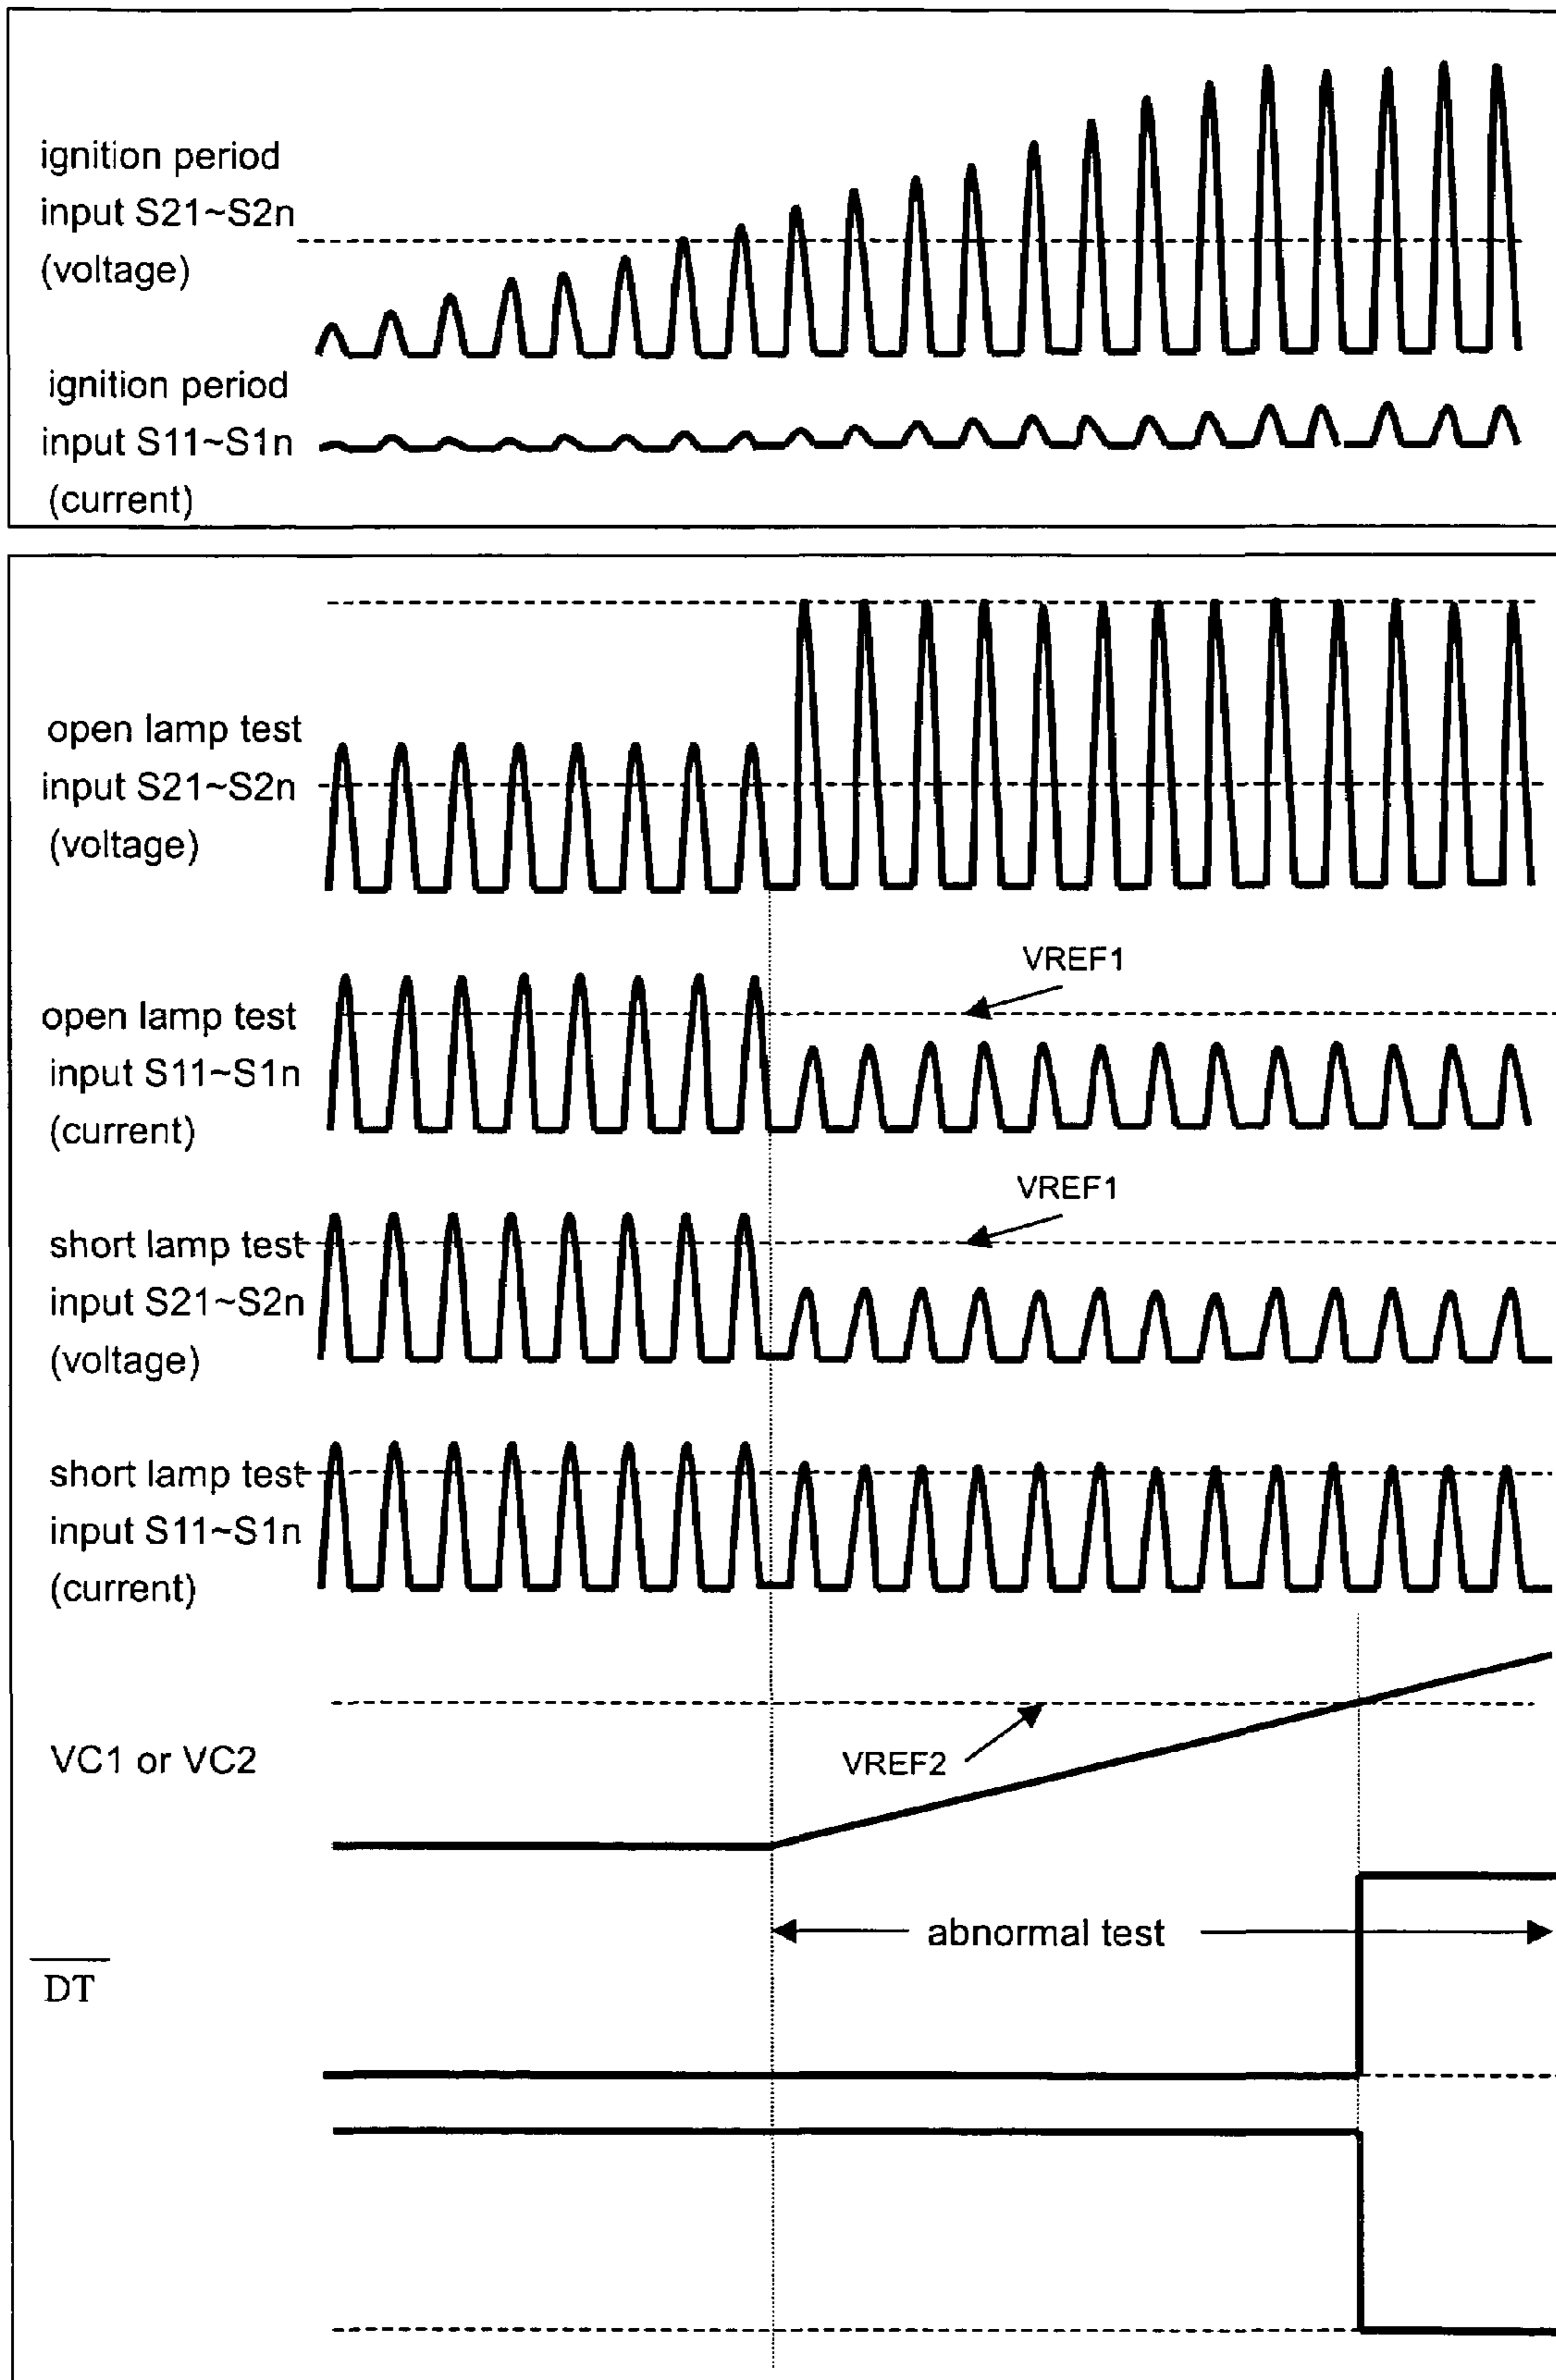 ignition period
input S21~S2n
(voltage)
ignition period
input S11~S1n
(current)
open lamp test
input S21~S2n
(voltage)
VREF1
open lamp test
input S11~S1n
(current)
VREF1
short lamp test
input S21~S2n
(voltage)
short lamp test
input S11~S1n
(current)
VC1 or VC2
VREF2
abnormal test
DT